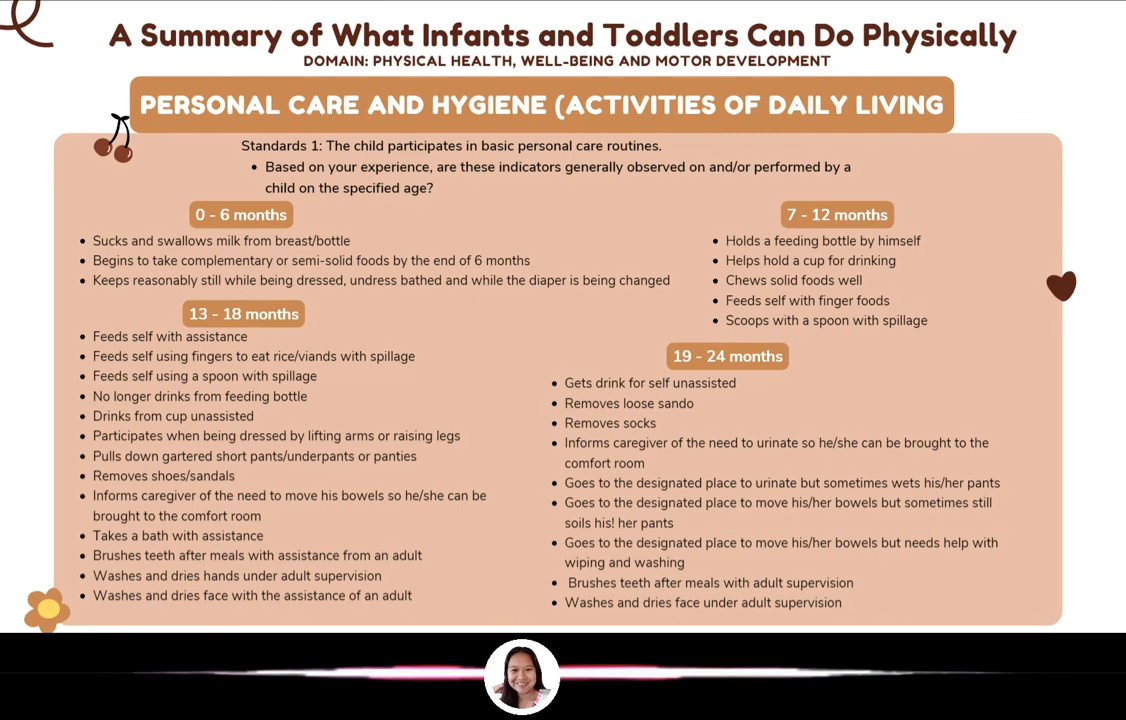 A Summary of What Infants and Toddlers Can Do Physically
DOMAIN: PHYSICAL HEALTH, WELL-BEING AND MOTOR DEVELOPMENT
PERSONAL CARE AND HYGIENE (ACTIVITIES OF DAILY LIVING
Standards 1: The child participates in basic personal care routines.
• Based on your experience, are these indicators generally observed on and/or performed by a
child on the specified age?
0 - 6 months
• Sucks and swallows milk from breast/bottle
• Begins to take complementary or semi-solid foods by the end of 6 months
• Keeps reasonably still while being dressed, undress bathed and while the diaper is being changed
7 - 12 months
• Holds a feeding bottle by himself
• Helps hold a cup for drinking
• Chews solid foods well
• Feeds self with finger foods
• Scoops with a spoon with spillage
13 - 18 months
• Feeds self with assistance
• Feeds self using fingers to eat rice/viands with spillage
• Feeds self using a spoon with spillage
• No longer drinks from feeding bottle
• Drinks from cup unassisted
• Participates when being dressed by lifting arms or raising legs
• Pulls down gartered short pants/underpants or panties
• Removes shoes/sandals
• Informs caregiver of the need to move his bowels so he/she can be
brought to the comfort room
• Takes a bath with assistance
• Brushes teeth after meals with assistance from an adult
• Washes and dries hands under adult supervision
• Washes and dries face with the assistance of an adult
19 - 24 months
• Gets drink for self unassisted
• Removes loose sando
• Removes socks
• Informs caregiver of the need to urinate so he/she can be brought to the
comfort room
• Goes to the designated place to urinate but sometimes wets his/her pants
• Goes to the designated place to move his/her bowels but sometimes still
soils his! her pants
• Goes to the designated place to move his/her bowels but needs help with
wiping and washing
• Brushes teeth after meals with adult supervision
• Washes and dries face under adult supervision